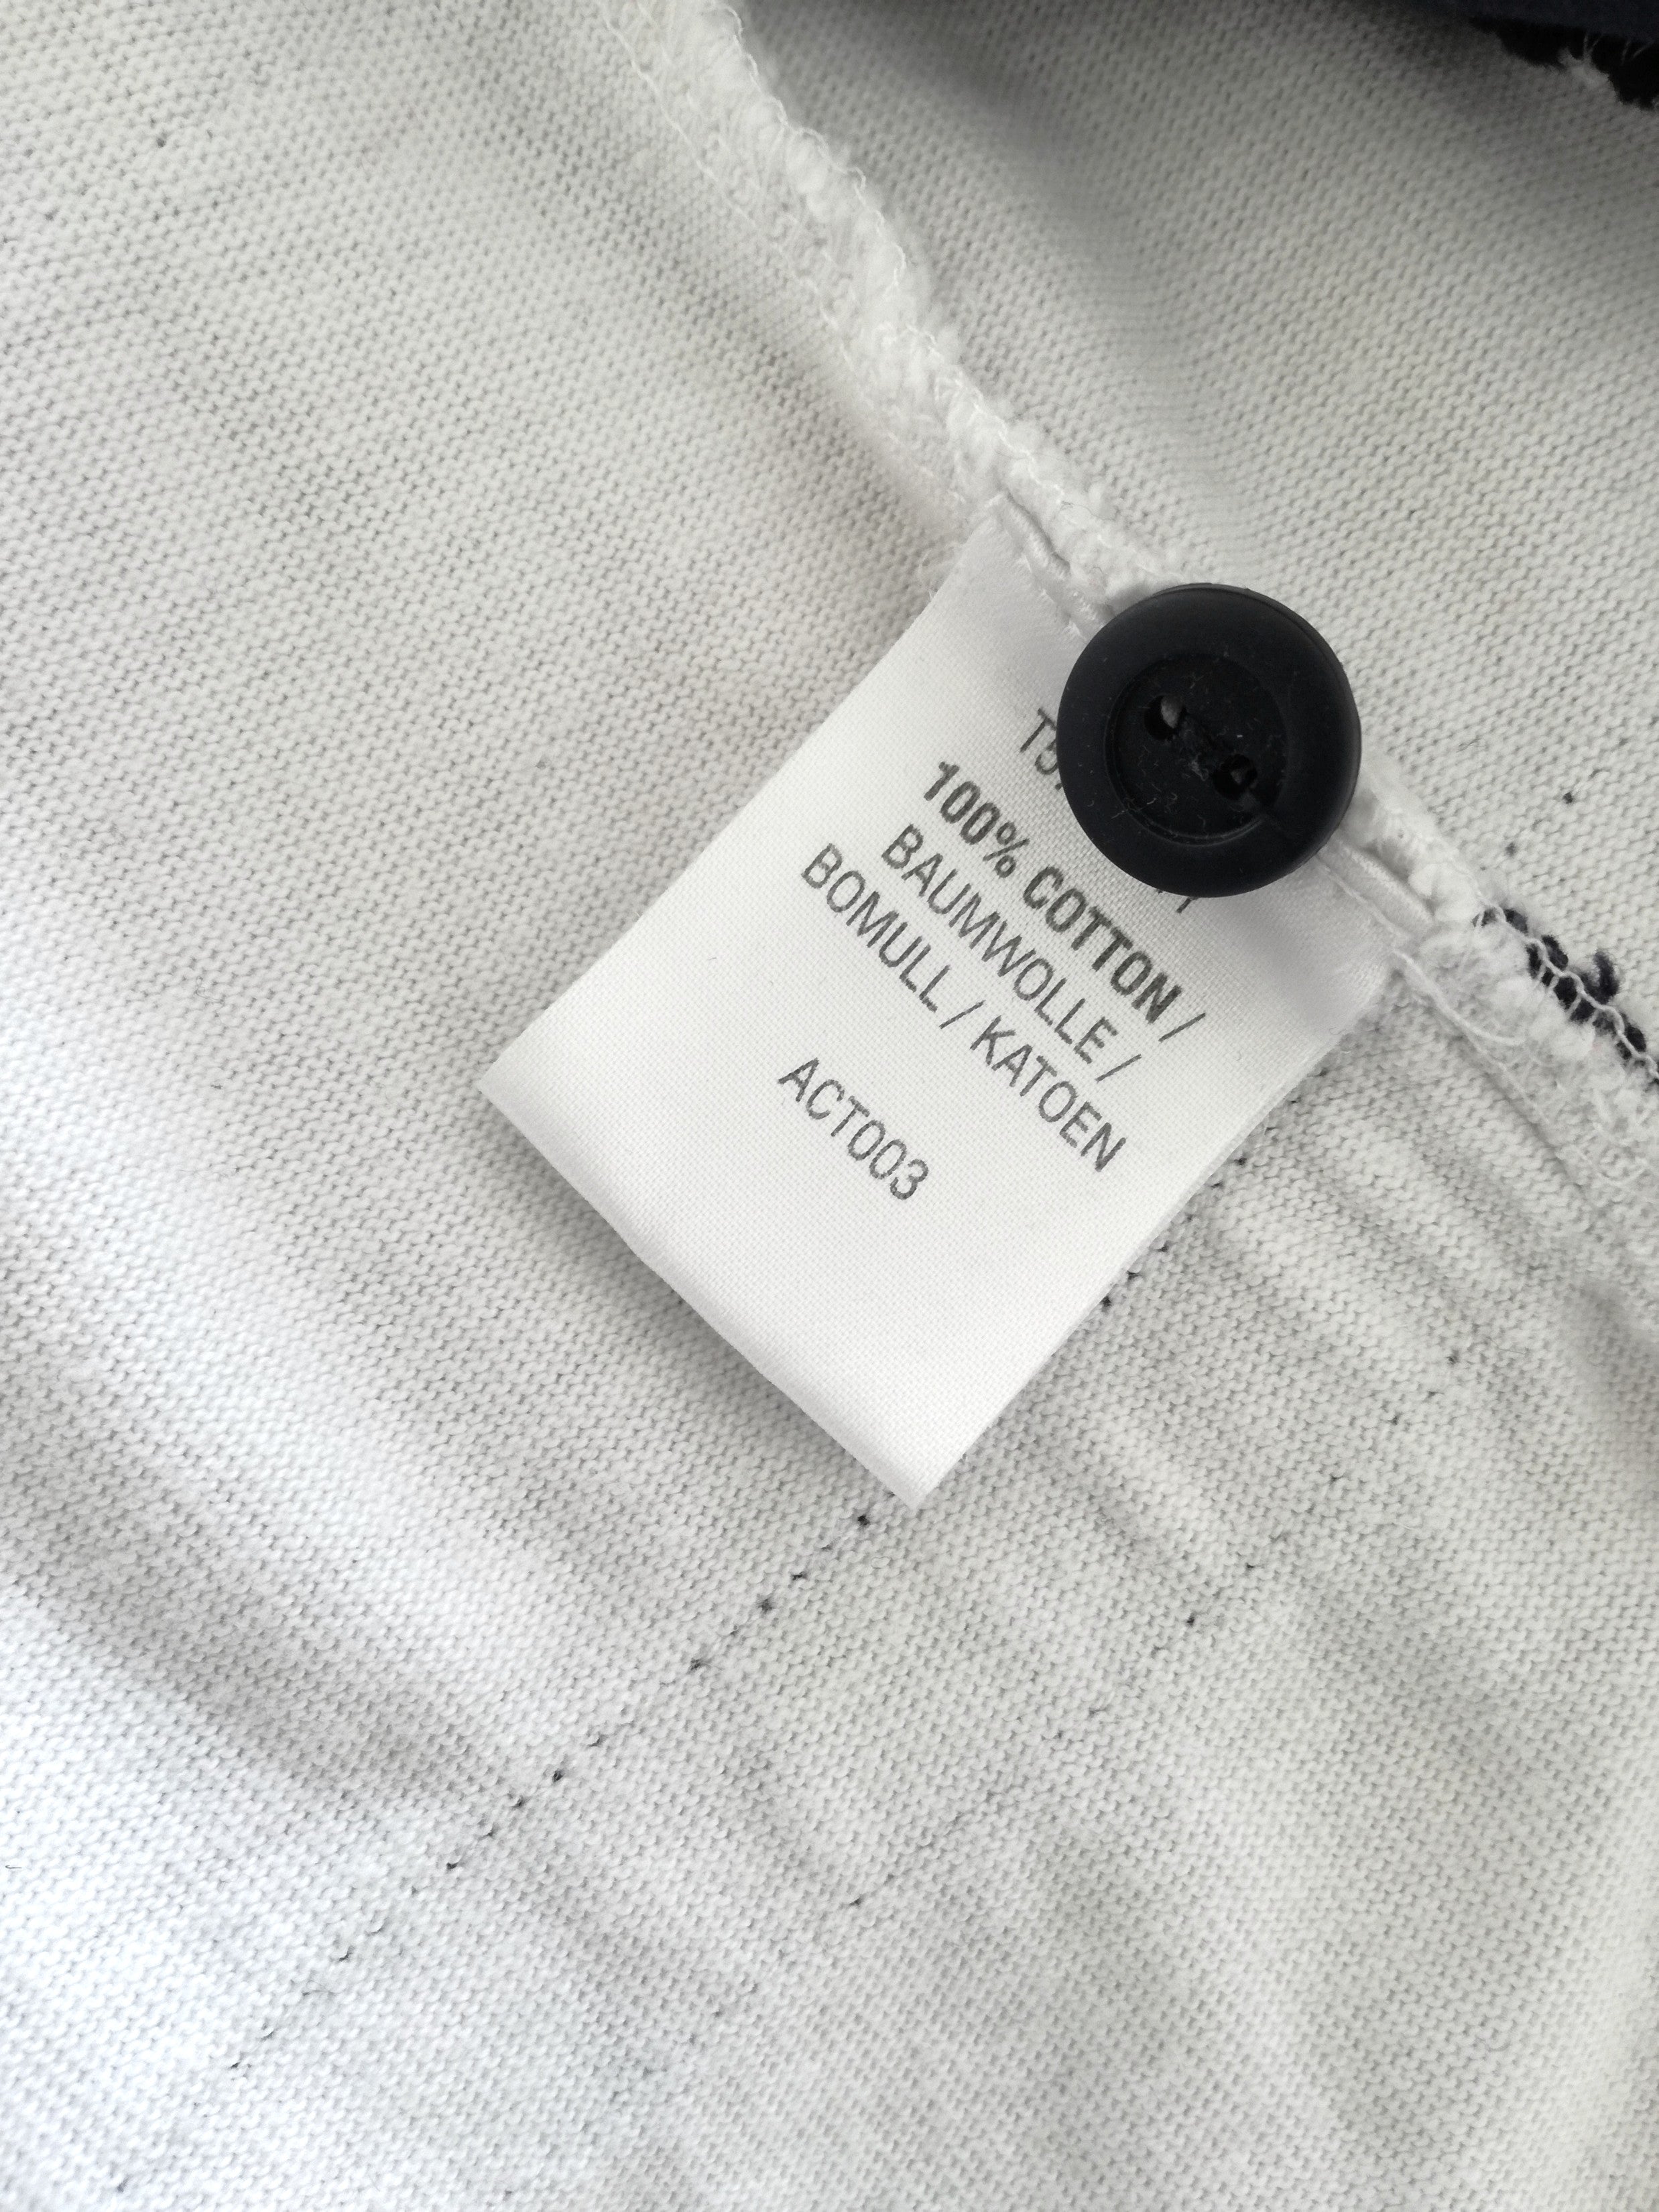 100% COTTON /
BAUMWOLLE /
BOMULL / KATOEN
ACT003